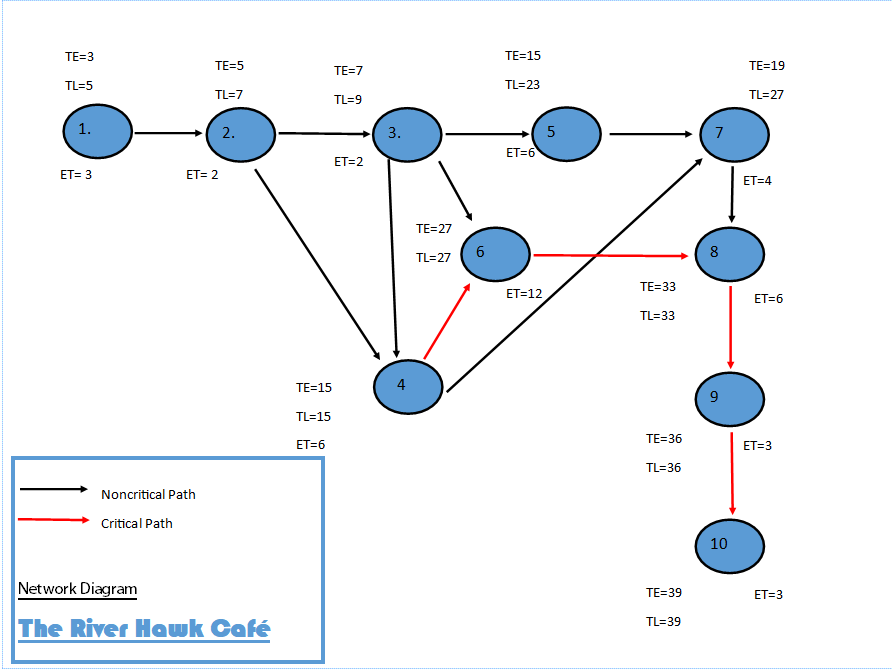 TE=3
TL=5
1.
ET= 3
TE=5
TL=7
2.
ET= 2
TE=7
TL=9
3.
ET=2
TE=15
TL=23
5
ET=6
TE=19
TL=27
7
ET=4
TE=27
TL=27
6
ET=12
8
TE=33
TL=33
ET=6
4
TE=15
TL=15
ET=6
9
TE=36
TL=36
ET=3
10
TE=39
TL=39
ET=3
Noncritical Path
Critical Path
Network Diagram
The River Hawk Café